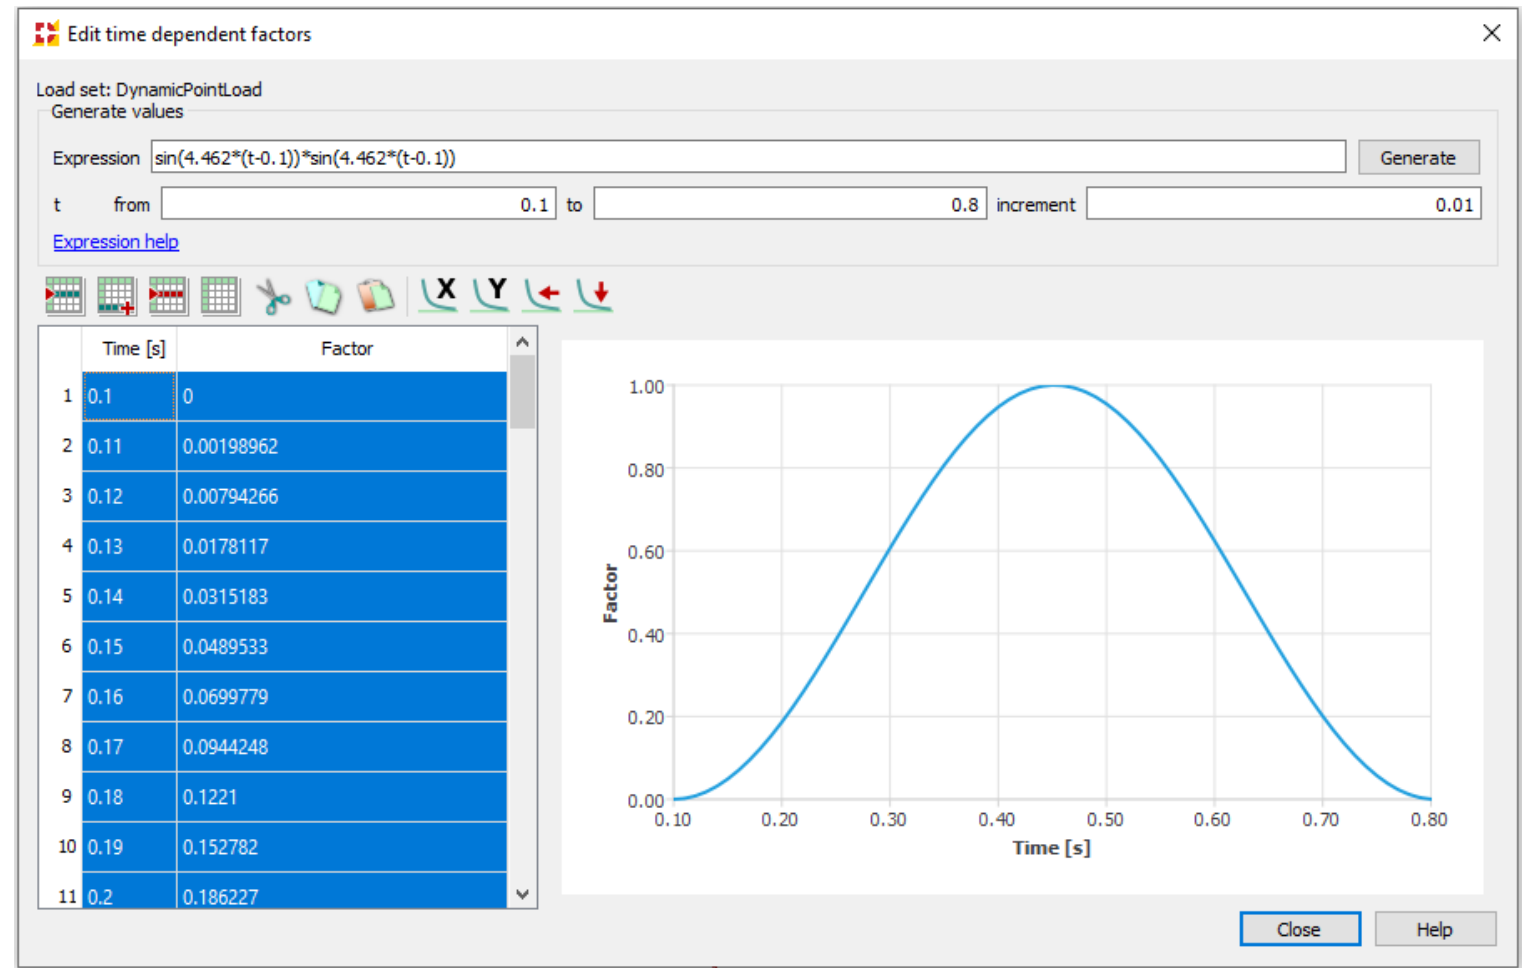 Edit time dependent factors
Load set: DynamicPointLoad
Generate values
Expression sin(4.462*(t-0.1))*sin(4.462*(t-0.1)) Generate
t from 0.1 to 0.8 increment 0.01
Expression help
X Y
Time [s] Factor
1 0.1 0
2 0.11 0.00198962
3 0.12 0.00794266
4 0.13 0.0178117
5 0.14 0.0315183
6 0.15 0.0489533
7 0.16 0.0699779
8 0.17 0.0944248
9 0.18 0.1221
10 0.19 0.152782
11 0.2 0.186227
1.00
0.80
0.60
0.40
0.20
0.00
Factor
0.10 0.20 0.30 0.40 0.50 0.60 0.70 0.80
Time [s]
Close Help